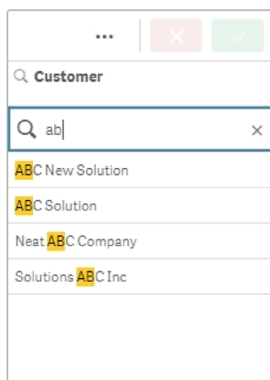 Customer
ab
ABC New Solution
ABC Solution
Neat ABC Company
Solutions ABC Inc